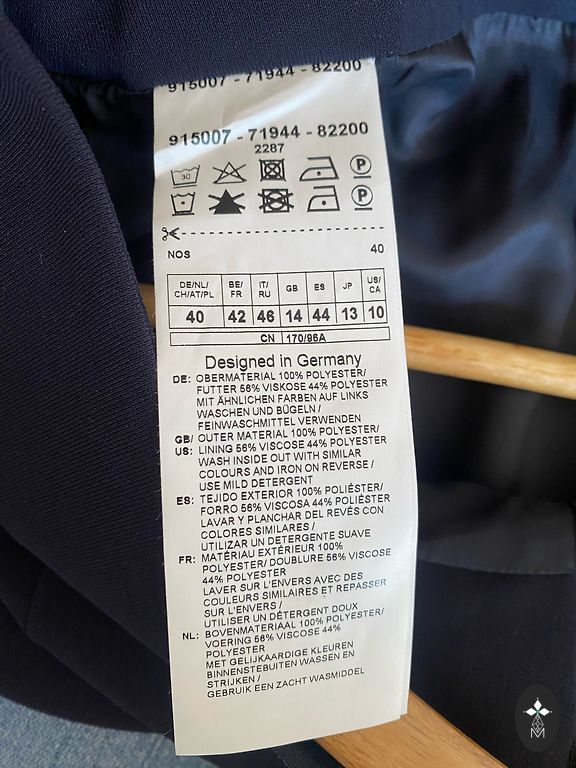 915007 - 71944 - 82200
915007 - 71944 - 82200
2287
30 P
P
NOS 40
DE/NL/ CH/AT/PL BE/ FR IT/ RU GB ES JP US/ CA
40 42 46 14 44 13 10
CN 170/96A
Designed in Germany
DE: OBERMATERIAL 100% POLYESTER/
FUTTER 56% VISKOSE 44% POLYESTER
MIT ÄHNLICHEN FARBEN AUF LINKS
WASCHEN UND BÜGELN /
FEINWASCHMITTEL VERWENDEN
GB/ OUTER MATERIAL 100% POLYESTER/
US: LINING 56% VISCOSE 44% POLYESTER
WASH INSIDE OUT WITH SIMILAR
COLOURS AND IRON ON REVERSE /
USE MILD DETERGENT
ES: TEJIDO EXTERIOR 100% POLIÉSTER/
FORRO 56% VISCOSA 44% POLIÉSTER
LAVAR Y PLANCHAR DEL REVÉS CON
COLORES SIMILARES /
UTILIZAR UN DETERGENTE SUAVE
FR: MATÉRIAU EXTÉRIEUR 100%
POLYESTER/ DOUBLURE 56% VISCOSE
44% POLYESTER
LAVER SUR L'ENVERS AVEC DES
COULEURS SIMILAIRES ET REPASSER
SUR L'ENVERS /
UTILISER UN DÉTERGENT DOUX
NL: BOVENMATERIAAL 100% POLYESTER/
VOERING 56% VISCOSE 44%
POLYESTER
MET GELIJKAARDIGE KLEUREN
BINNENSTEBUITEN WASSEN EN
STRIJKEN /
GEBRUIK EEN ZACHT WASMIDDEL
M